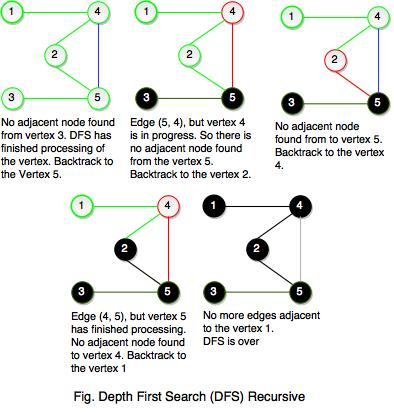 1 4
2
3 5
No adjacent node found
from vertex 3. DFS has
finished processing of
the vertex. Backtrack to
the Vertex 5.
1 4
2
3 5
Edge (5, 4), but vertex 4
is in progress. So there is
no adjacent node found
from the vertex 5.
Backtrack to the vertex 2.
1 4
2
3 5
No adjacent node
found from to vertex 5.
Backtrack to the vertex
4.
1 4
2
3 5
Edge (4, 5), but vertex 5
has finished processing.
No adjacent node found
to vertex 4. Backtrack to
the vertex 1
1 4
2
3 5
No more edges adjacent
to the vertex 1.
DFS is over
Fig. Depth First Search (DFS) Recursive